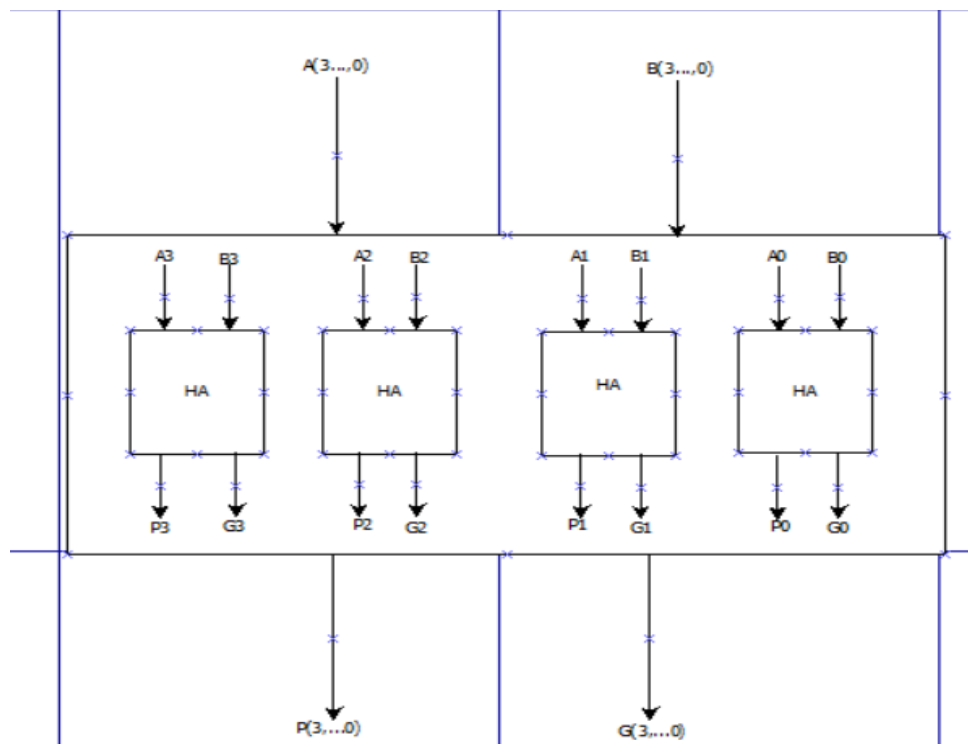 A(3...,0) B(3...,0)
A3 B3 A2 B2 A1 B1 A0 B0
HA HA HA HA
P3 G3 P2 G2 P1 G1 P0 G0
P(3,...0) G(3,...0)